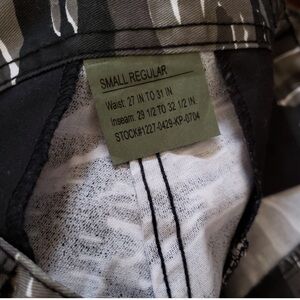 SMALL REGULAR
Waist: 27 IN TO 31 IN
Inseam: 29 1/2 TO 32 1/2 IN.
STOCK#1227-0429-KP-0704